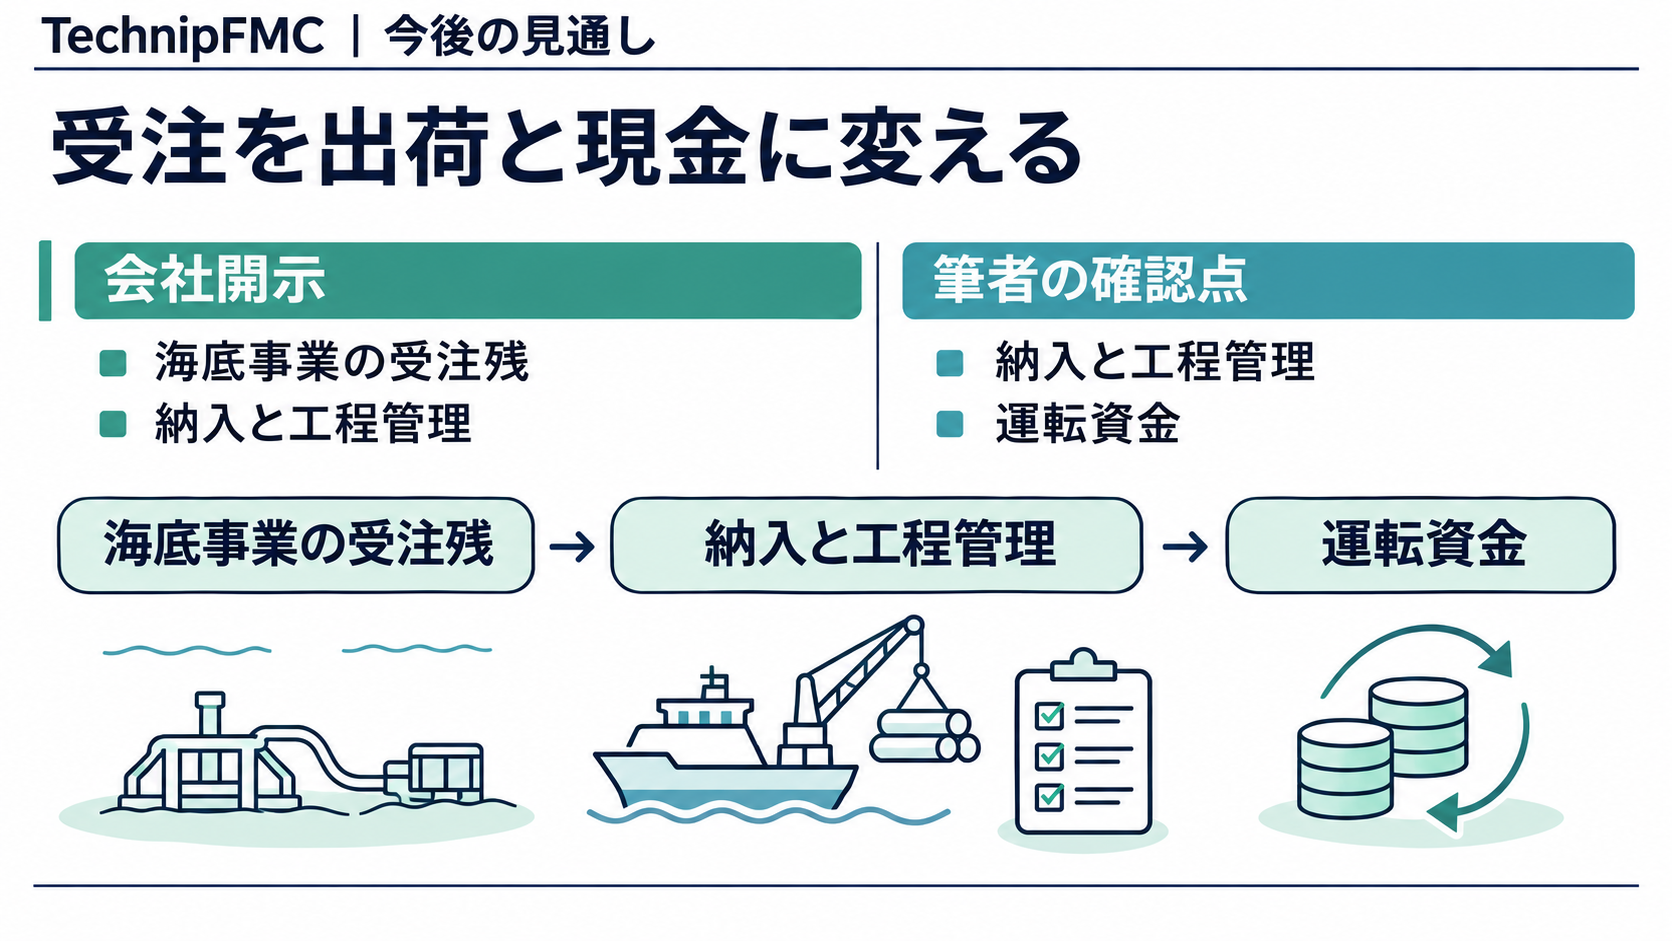 TechnipFMC｜今後の見通し
受注を出荷と現金に変える
会社開示
海底事業の受注残
納入と工程管理
筆者の確認点
納入と工程管理
運転資金
海底事業の受注残
納入と工程管理
運転資金